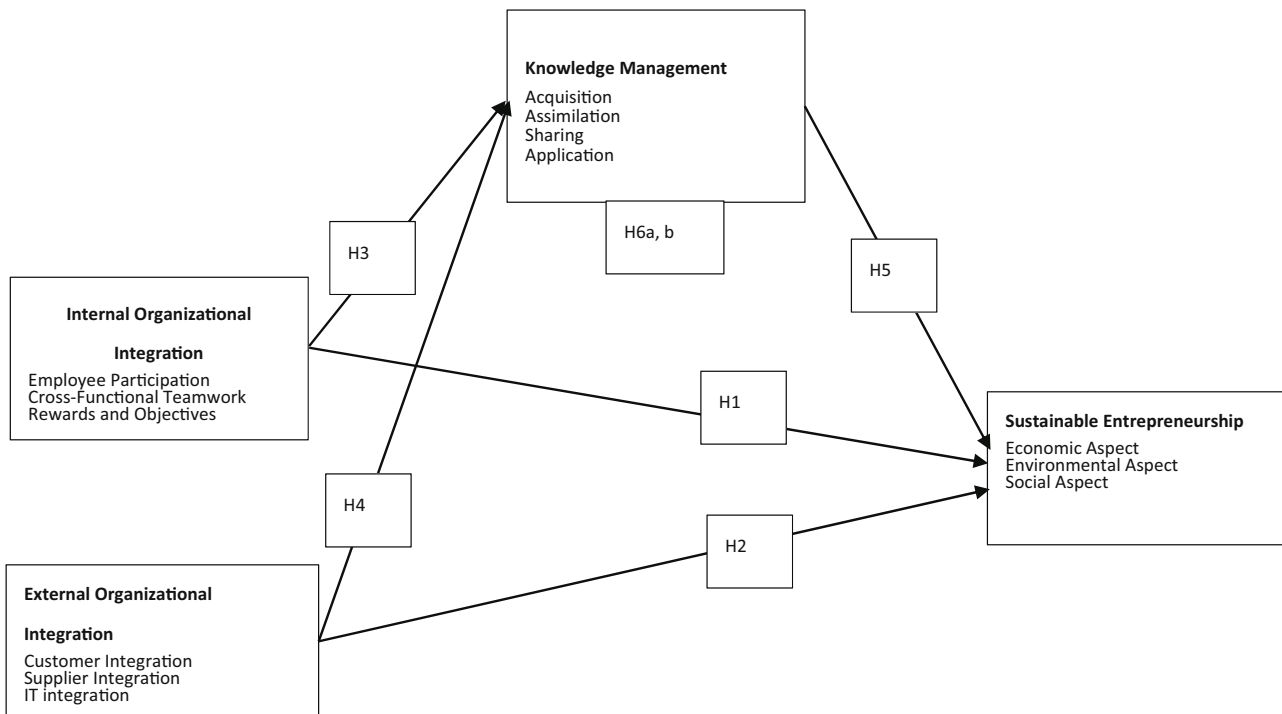 Knowledge Management
Acquisition
Assimilation
Sharing
Application
H6a, b
H3
H5
Internal Organizational
Integration
Employee Participation
Cross-Functional Teamwork
Rewards and Objectives
H1
Sustainable Entrepreneurship
Economic Aspect
Environmental Aspect
Social Aspect
H4
H2
External Organizational
Integration
Customer Integration
Supplier Integration
IT integration